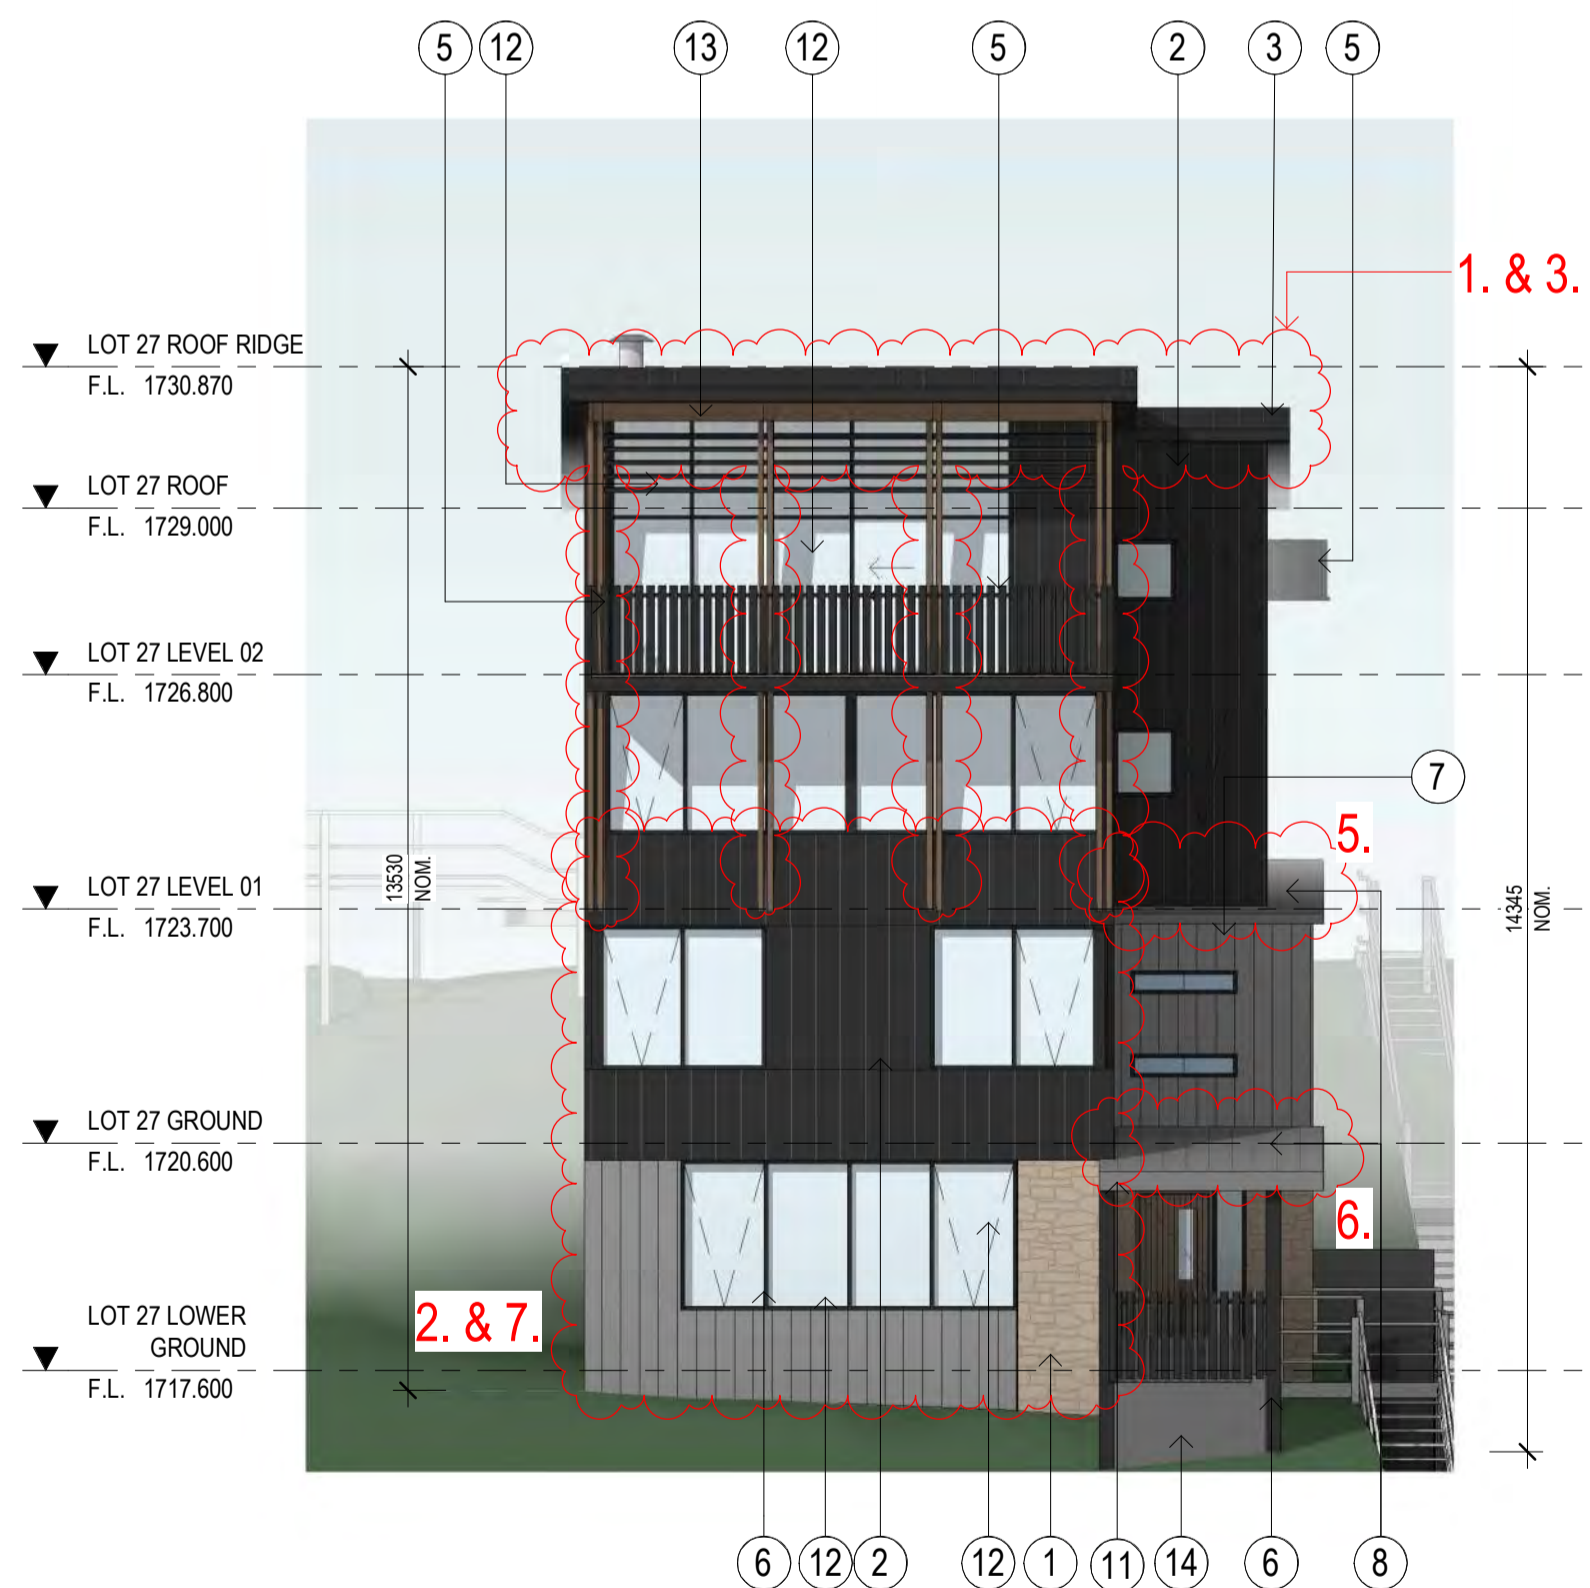 5 12 13 12 5 2 3 5
1. & 3.
LOT 27 ROOF RIDGE
F.L. 1730.870
LOT 27 ROOF
F.L. 1729.000
LOT 27 LEVEL 02
F.L. 1726.800
7
5.
13530
NOM.
LOT 27 LEVEL 01
F.L. 1723.700
14345
NOM.
LOT 27 GROUND
F.L. 1720.600
6.
2. & 7.
LOT 27 LOWER
GROUND
F.L. 1717.600
6 12 2 12 1 11 14 6 8